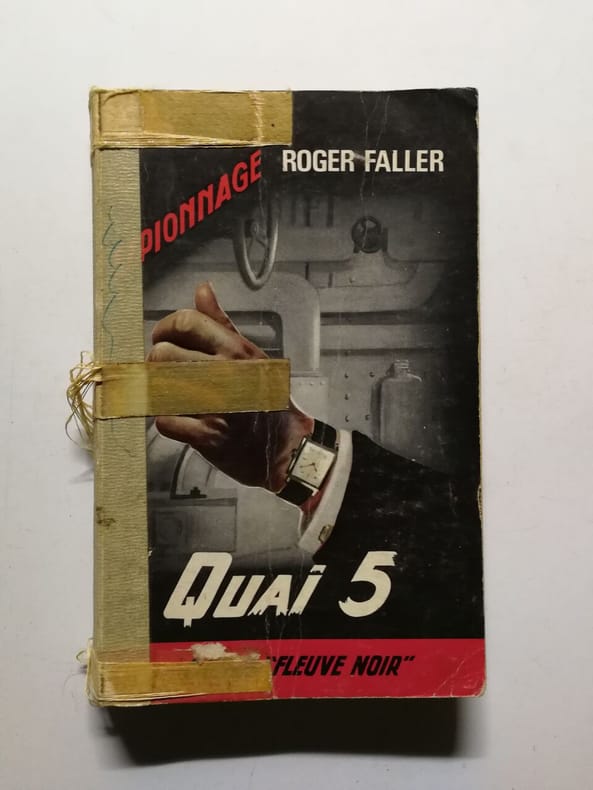 ROGER FALLER
PIONNAGE
QUAI 5
"FLEUVE NOIR"